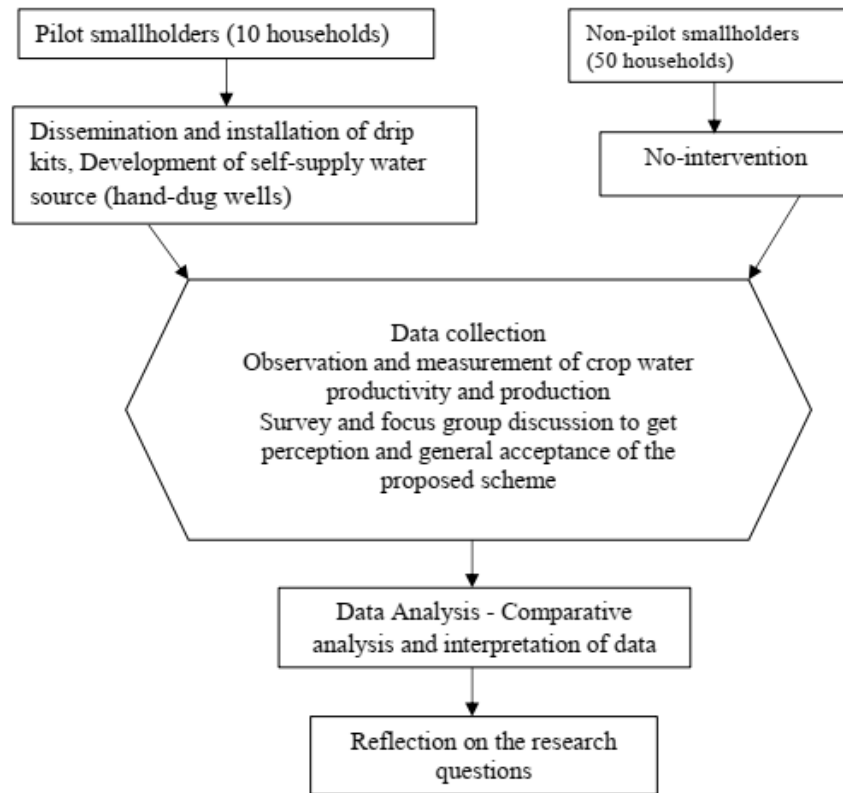 Pilot smallholders (10 households)
Non-pilot smallholders
(50 households)
Dissemination and installation of drip
kits, Development of self-supply water
source (hand-dug wells)
No-intervention
Data collection
Observation and measurement of crop water
productivity and production
Survey and focus group discussion to get
perception and general acceptance of the
proposed scheme
Data Analysis - Comparative
analysis and interpretation of data
Reflection on the research
questions